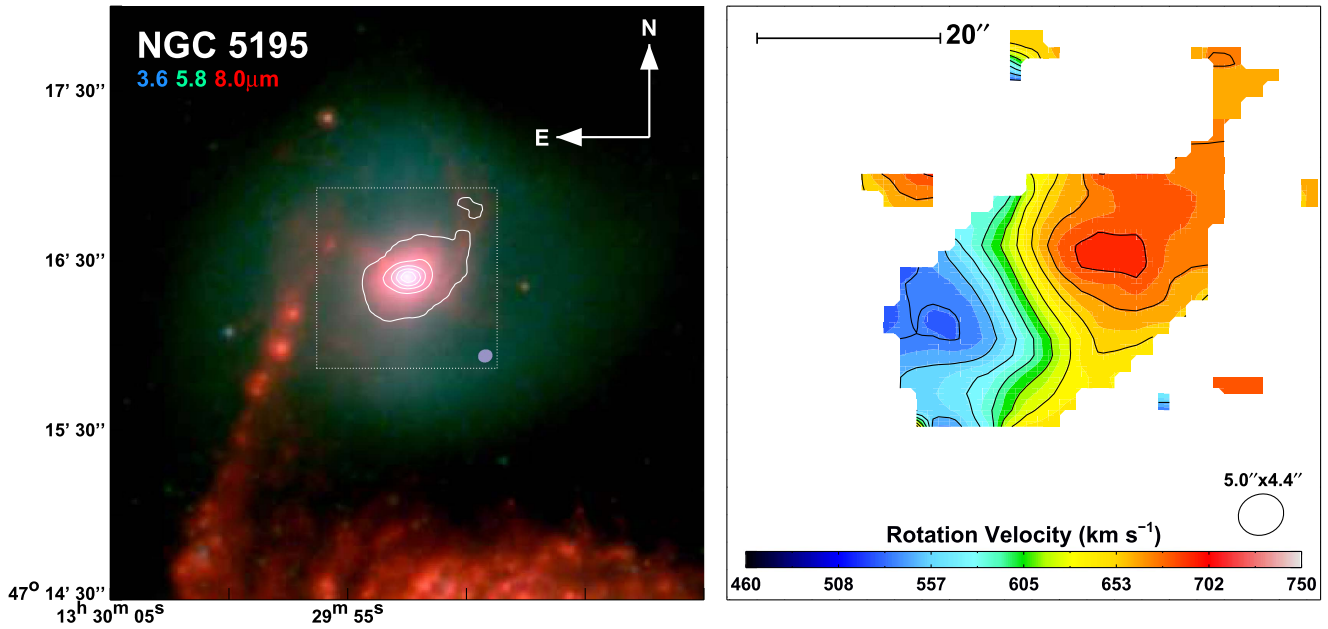 NGC 5195
3.6 5.8 8.0μm
N
E
17' 30''
16' 30''
15' 30''
47° 14' 30''
13ʰ 30ᵐ 05ˢ
29ᵐ 55ˢ
20″
5.0″x4.4″
Rotation Velocity (km s⁻¹)
460 508 557 605 653 702 750